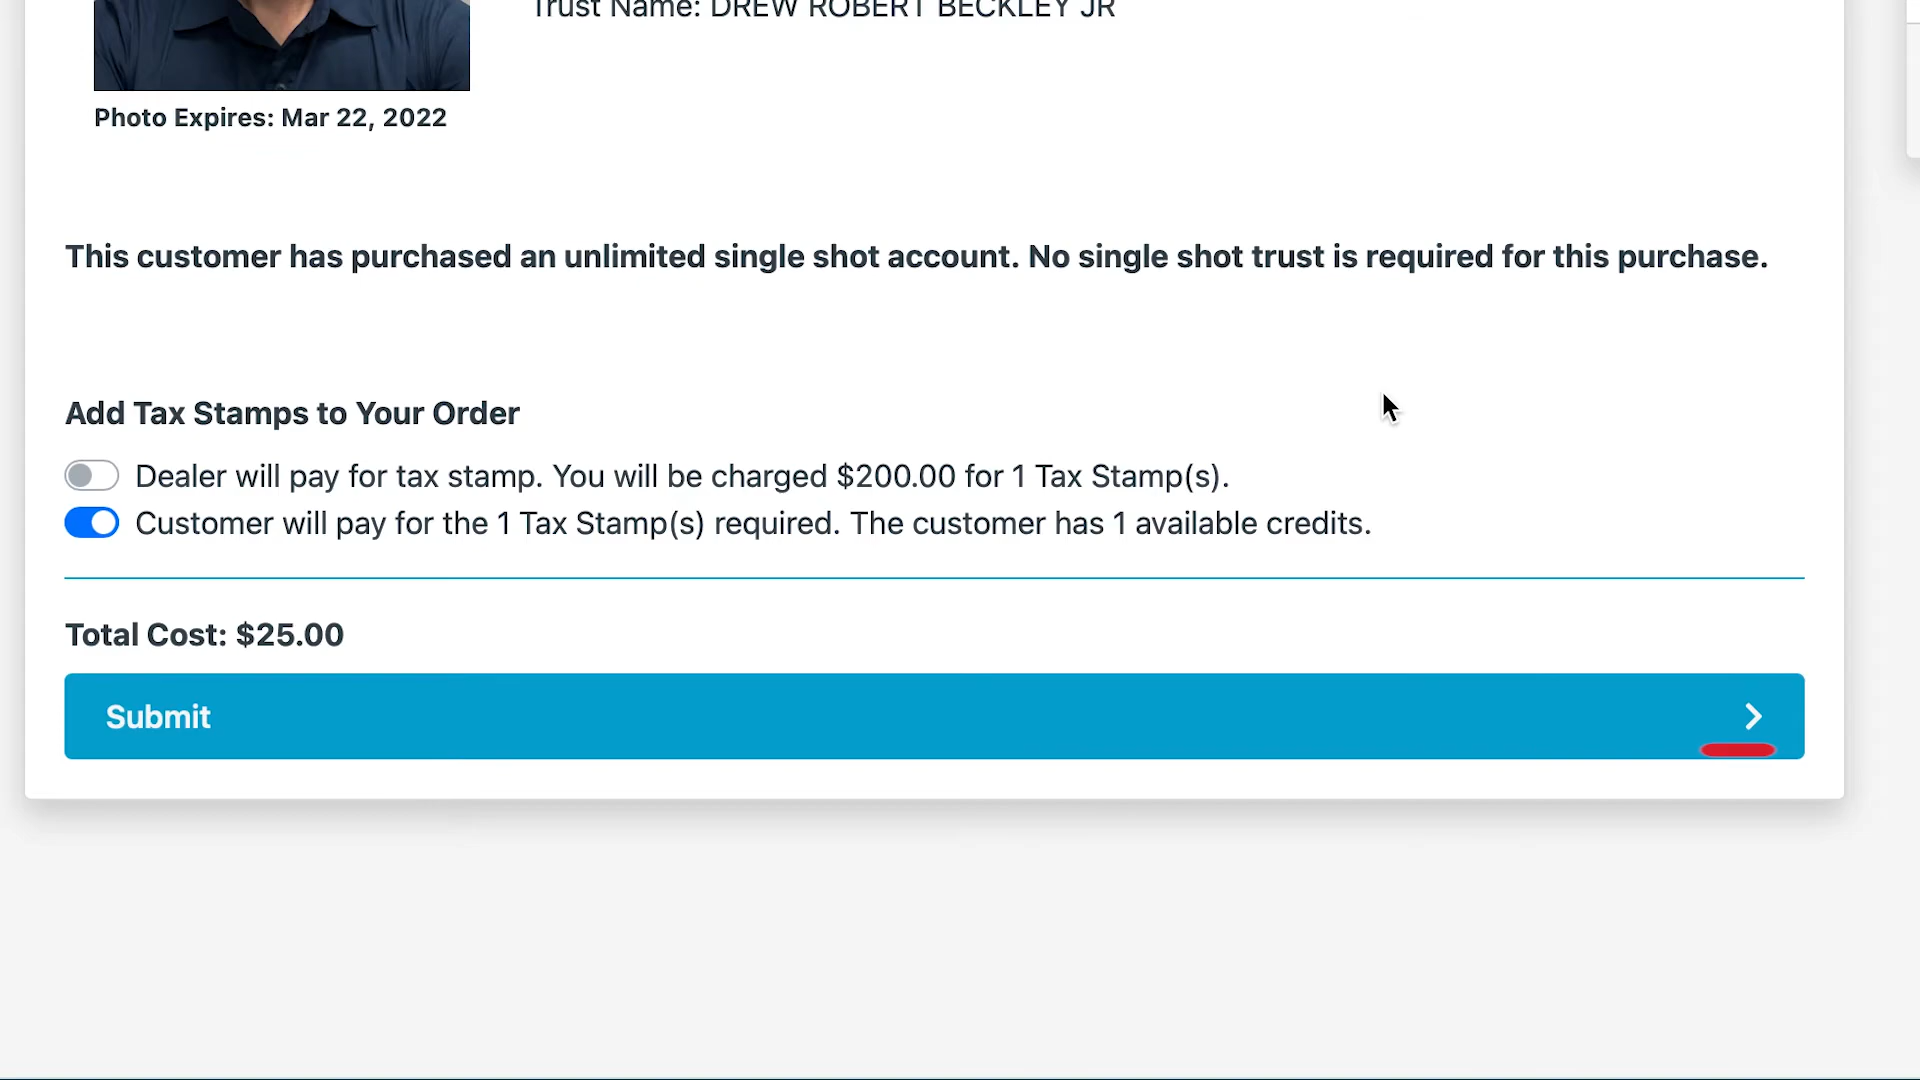 Trust Name: DREW ROBERT BECKLEY JR
Photo Expires: Mar 22, 2022
This customer has purchased an unlimited single shot account. No single shot trust is required for this purchase.
Add Tax Stamps to Your Order
Dealer will pay for tax stamp. You will be charged $200.00 for 1 Tax Stamp(s).
Customer will pay for the 1 Tax Stamp(s) required. The customer has 1 available credits.
Total Cost: $25.00
Submit